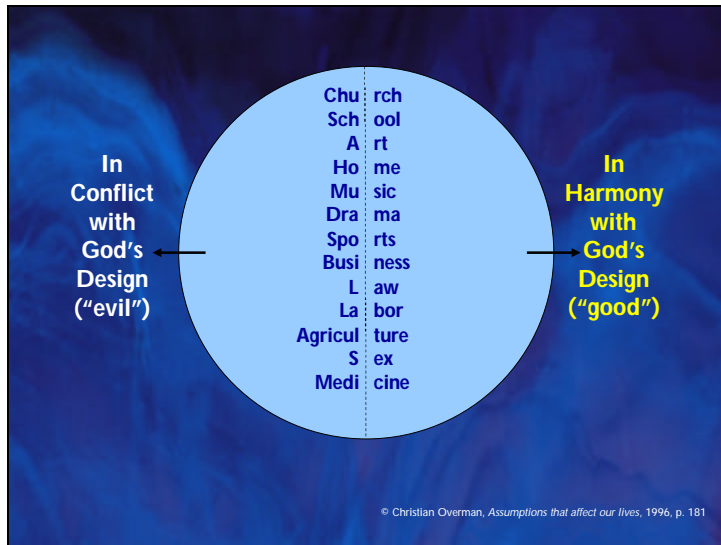 Chu rch
Sch ool
A rt
Ho me
Mu sic
Dra ma
Spo rts
Busi ness
L aw
La bor
Agricul ture
S ex
Medi cine
In
Conflict
with
God's
Design
("evil")
In
Harmony
with
God's
Design
("good")
© Christian Overman, Assumptions that affect our lives, 1996, p. 181